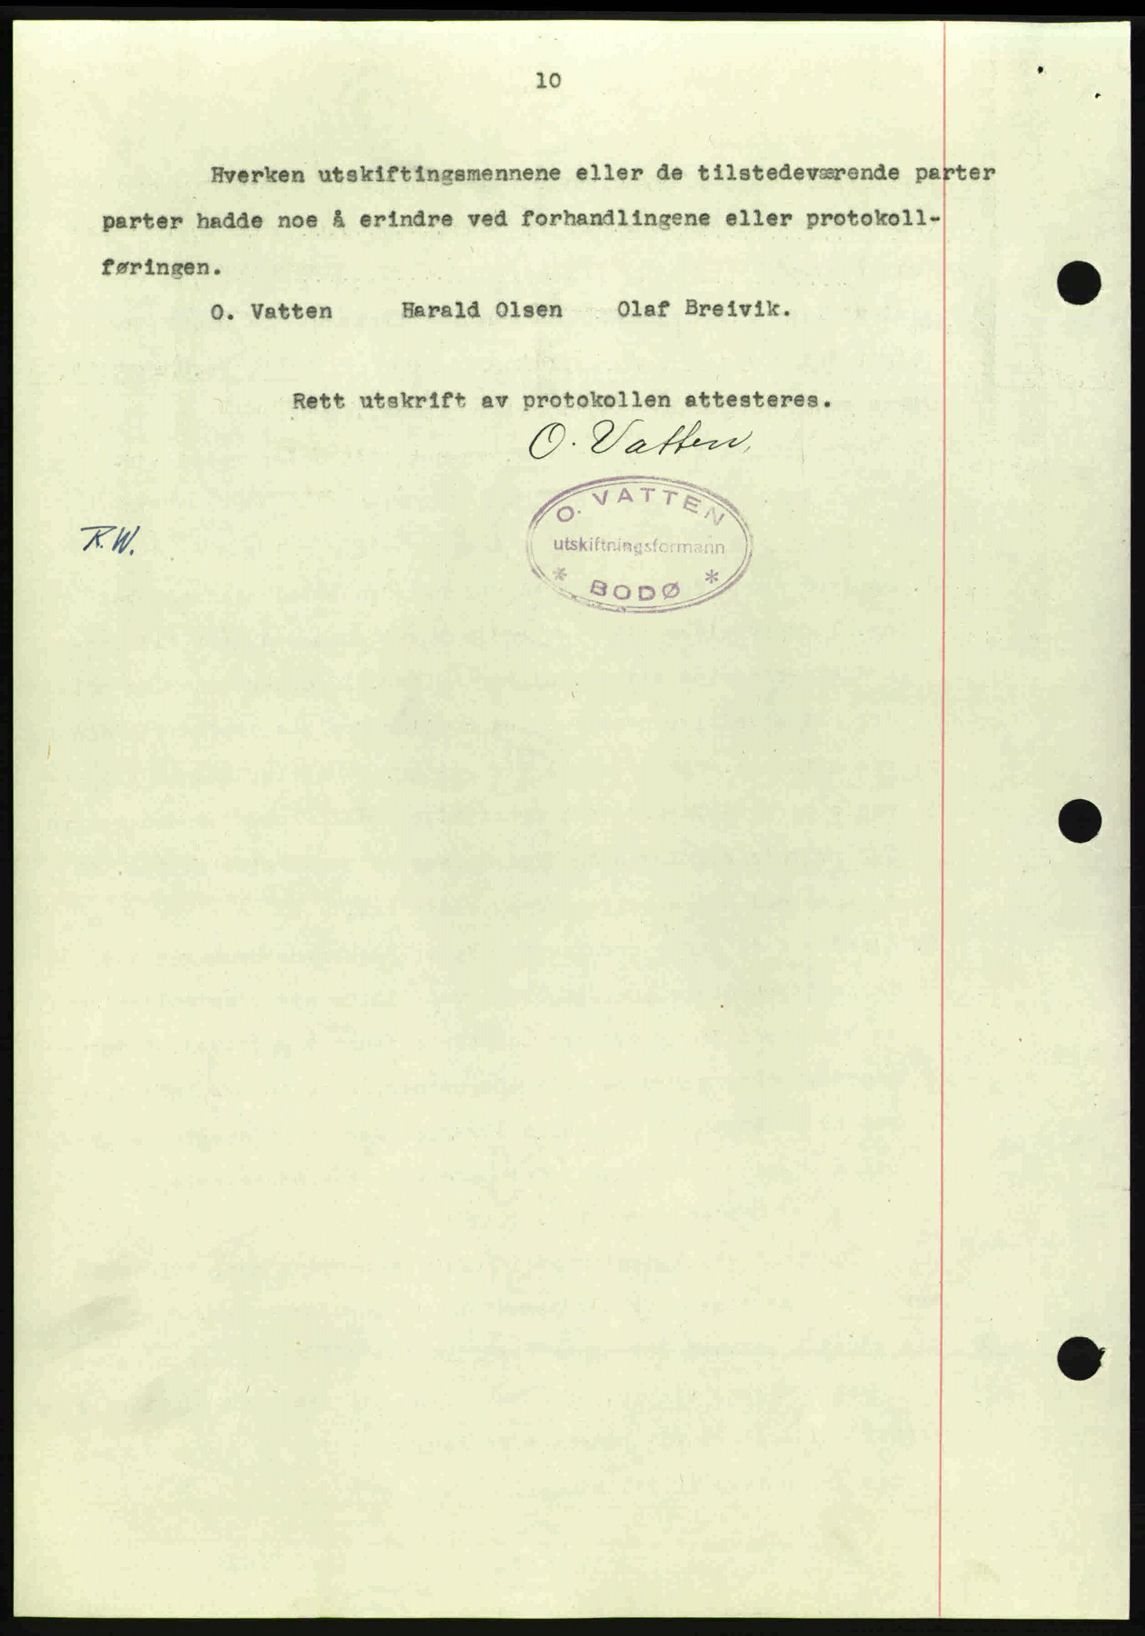 10
Hverken utskiftingsmennene eller de tilstedeværende parter
parter hadde noe å erindre ved forhandlingene eller protokoll-
føringen.
O. Vatten Harald Olsen Olaf Breivik.
Rett utskrift av protokollen attesteres.
O. Vatten,
O. VATTEN
utskiftningsformann
* BODØ *
R.W.